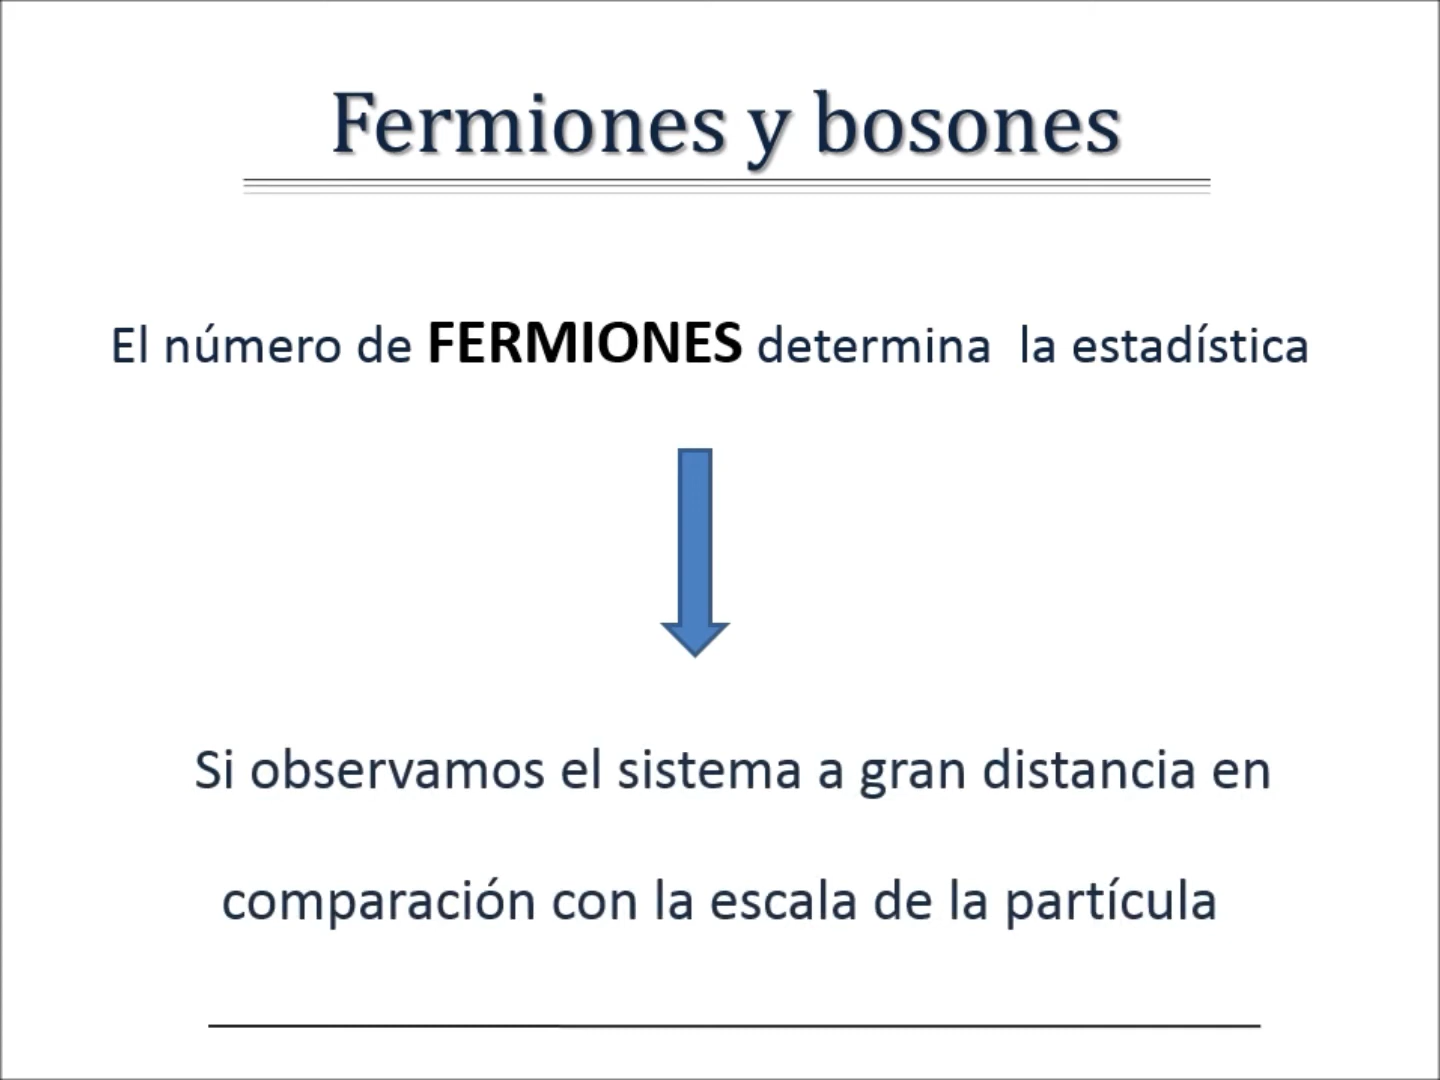 Fermiones y bosones
El número de FERMIONES determina la estadística
Si observamos el sistema a gran distancia en
comparación con la escala de la partícula